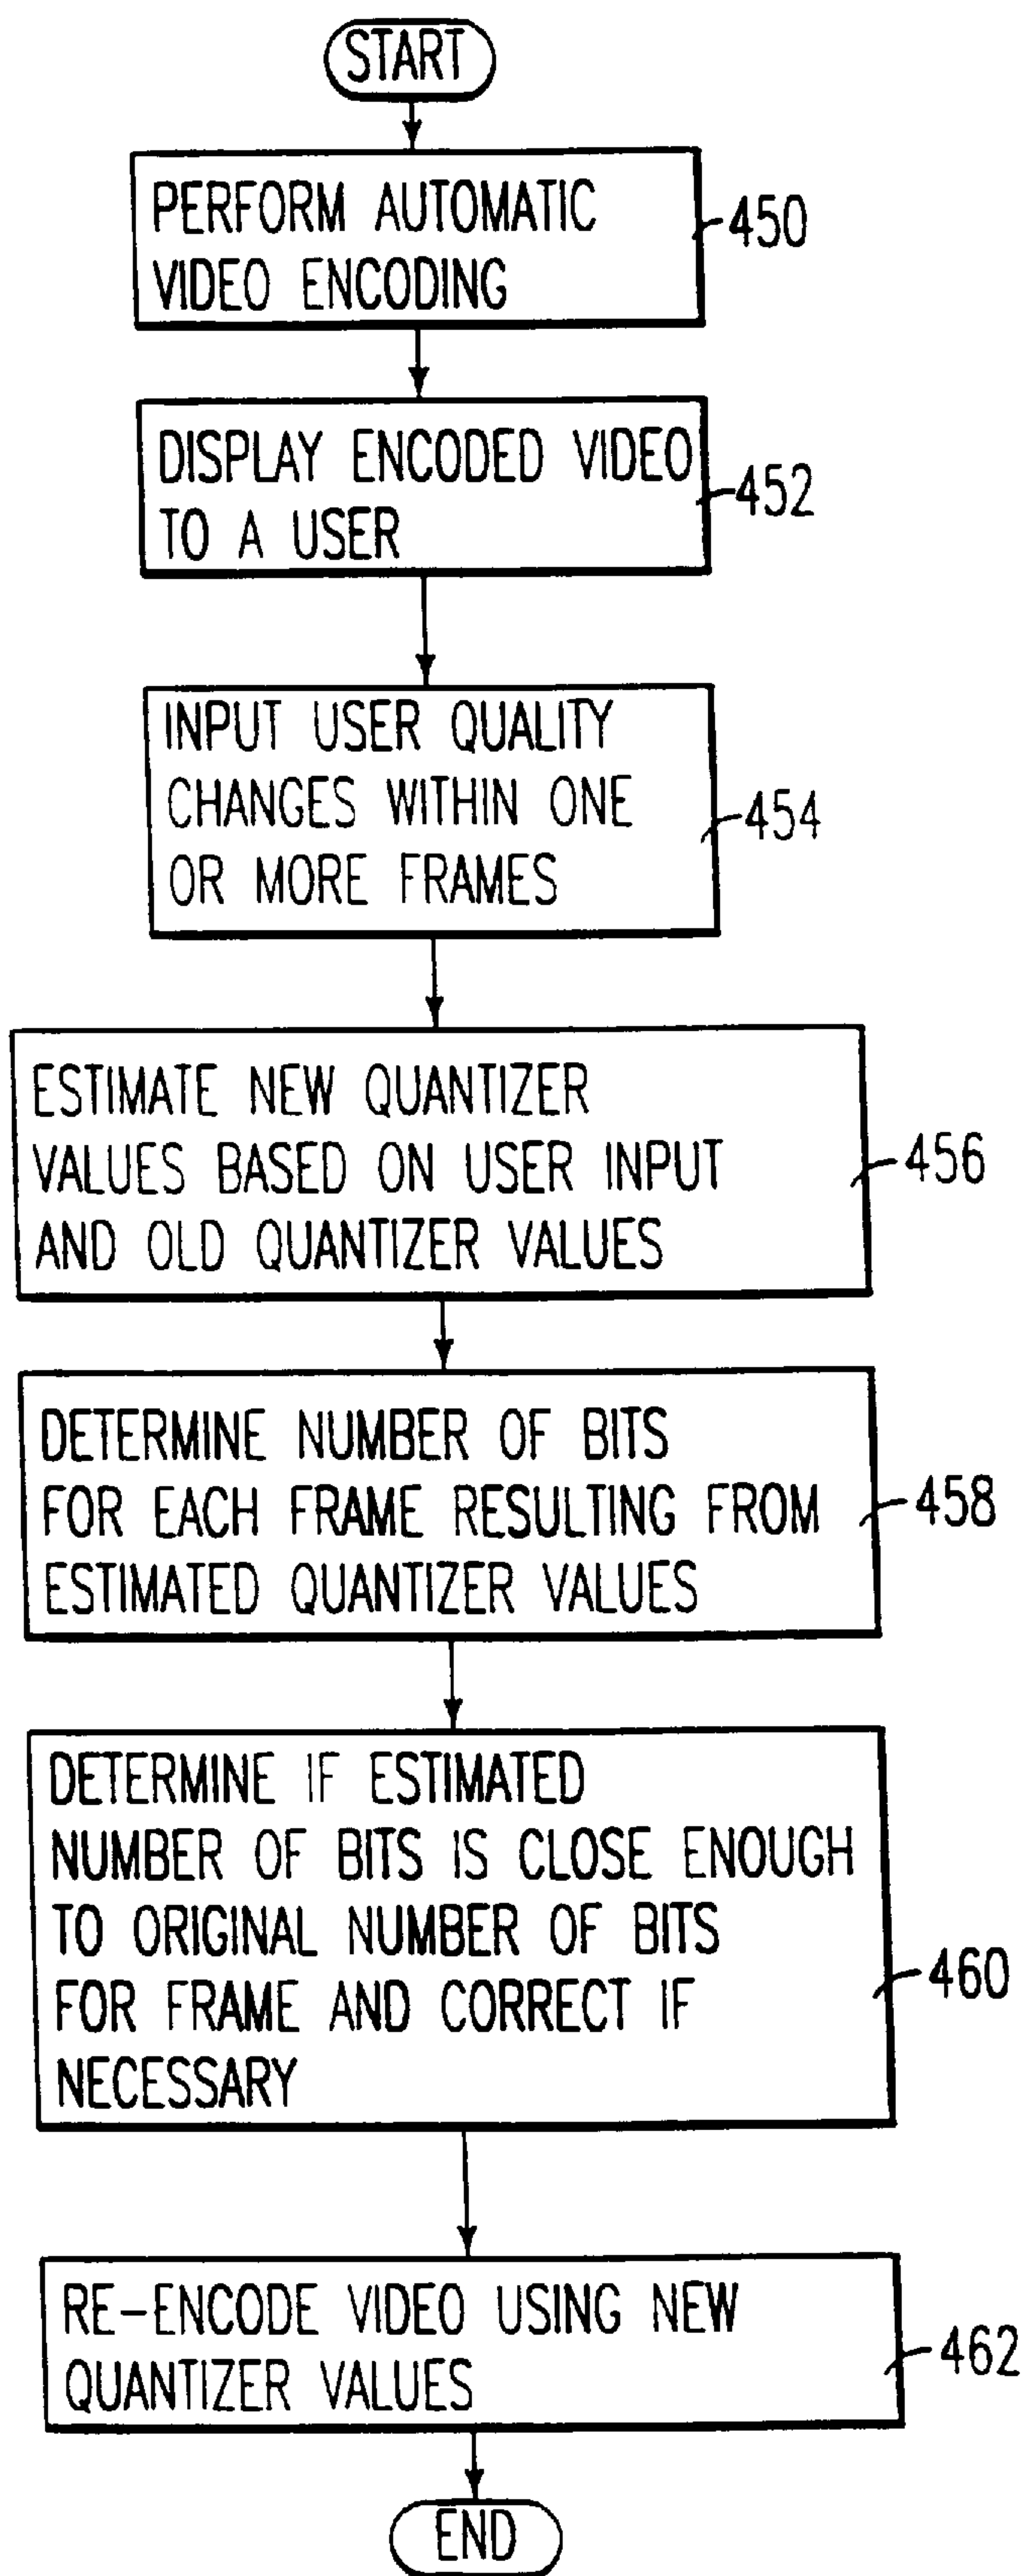 START
PERFORM AUTOMATIC
VIDEO ENCODING
450
DISPLAY ENCODED VIDEO
TO A USER
452
INPUT USER QUALITY
CHANGES WITHIN ONE
OR MORE FRAMES
454
ESTIMATE NEW QUANTIZER
VALUES BASED ON USER INPUT
AND OLD QUANTIZER VALUES
456
DETERMINE NUMBER OF BITS
FOR EACH FRAME RESULTING FROM
ESTIMATED QUANTIZER VALUES
458
DETERMINE IF ESTIMATED
NUMBER OF BITS IS CLOSE ENOUGH
TO ORIGINAL NUMBER OF BITS
FOR FRAME AND CORRECT IF
NECESSARY
460
RE-ENCODE VIDEO USING NEW
QUANTIZER VALUES
462
END